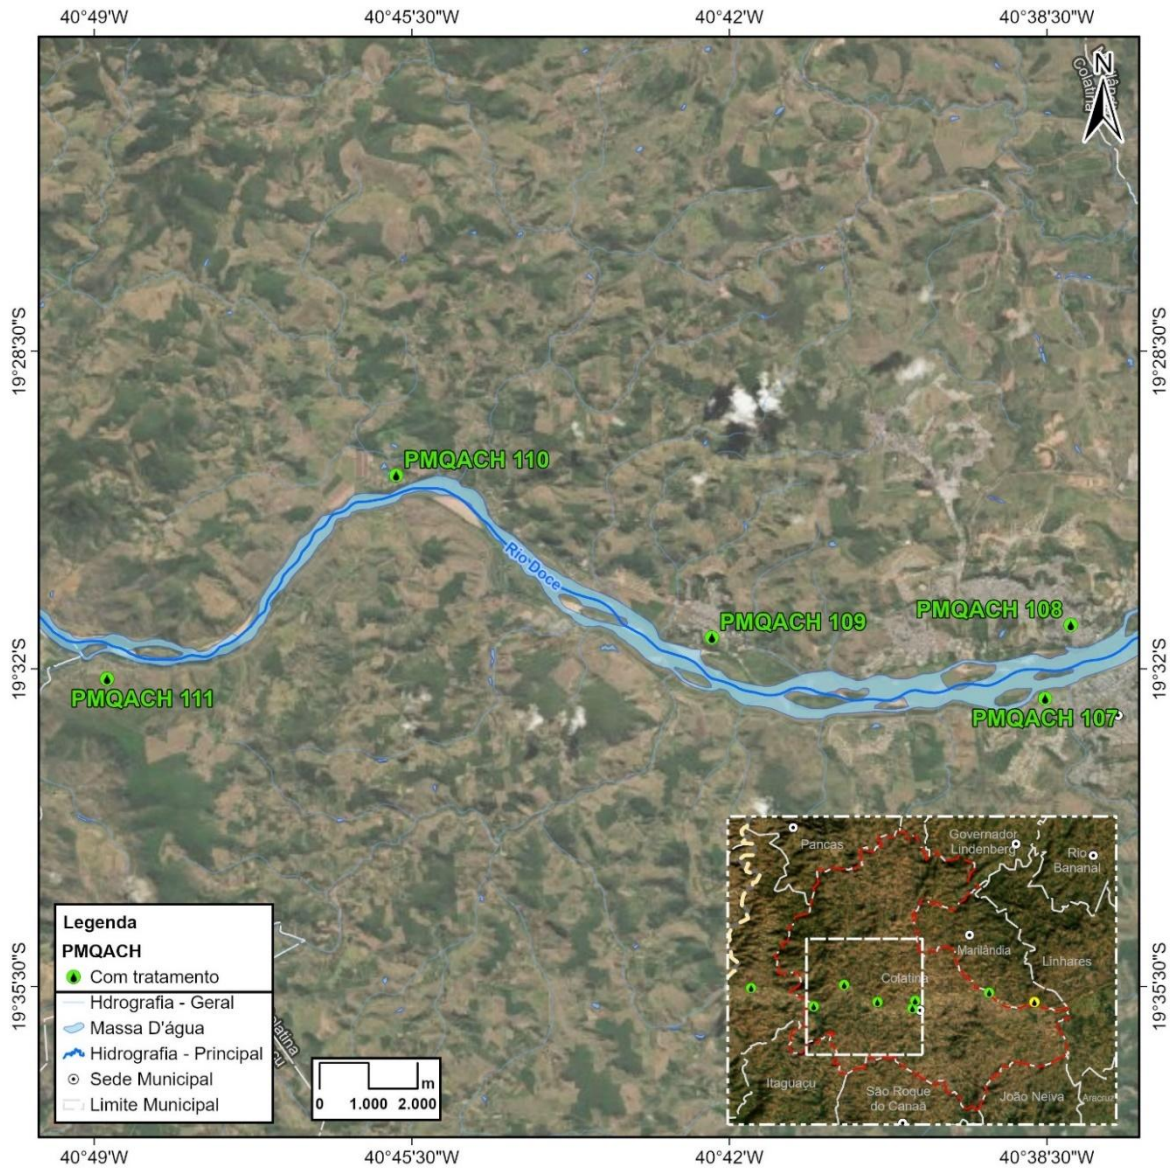 40°49'W
40°45'30"W
40°42'W
40°38'30"W
N
Colatina
19°28'30"S
19°28'30"S
PMQACH 110
Rio Doce
PMQACH 109
PMQACH 108
19°32'S
19°32'S
PMQACH 111
PMQACH 107
Legenda
PMQACH
Com tratamento
Hdrografia - Geral
Massa D'água
Hidrografia - Principal
Sede Municipal
Limite Municipal
m
0 1.000 2.000
Pancas
Governador
Lindenberg
Rio
Bananal
Marilândia
Linhares
Colatina
Itaguaçu
São Roque
do Canaã
João Neiva
Aracruz
19°35'30"S
19°35'30"S
40°49'W
40°45'30"W
40°42'W
40°38'30"W